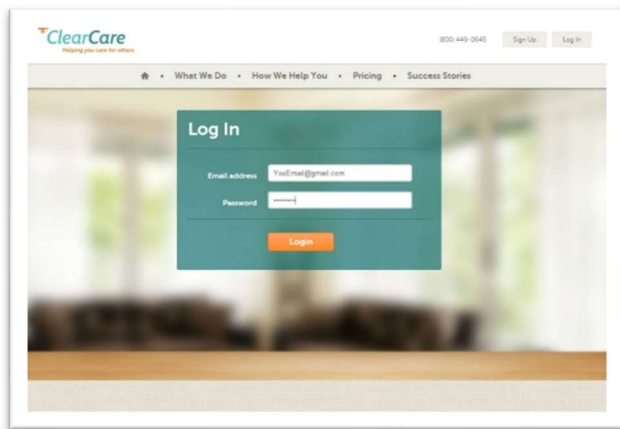 ClearCare
Helping you care for others
(800) 449-0645 Sign Up Log In
• What We Do • How We Help You • Pricing • Success Stories
Log In
Email address YouEmail@gmail.com
Password ••••••••
Login